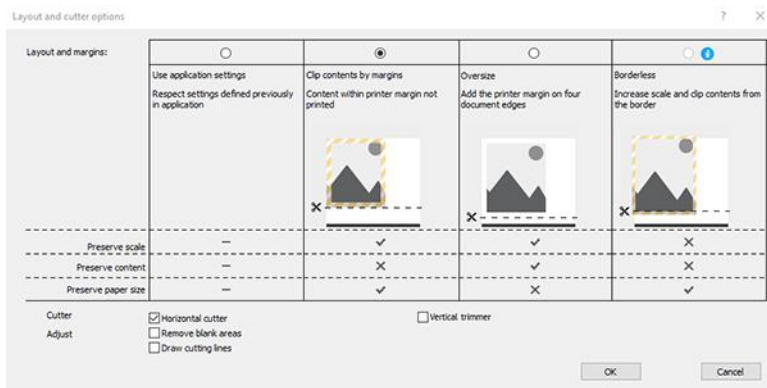 Layout and cutter options
Layout and margins:
Use application settings
Respect settings defined previously
in application
Clip contents by margins
Content within printer margin not
printed
Oversize
Add the printer margin on four
document edges
Borderless
Increase scale and clip contents from
the border
Preserve scale
Preserve content
Preserve paper size
Cutter
Horizontal cutter
Vertical trimmer
Adjust
Remove blank areas
Draw cutting lines
OK
Cancel